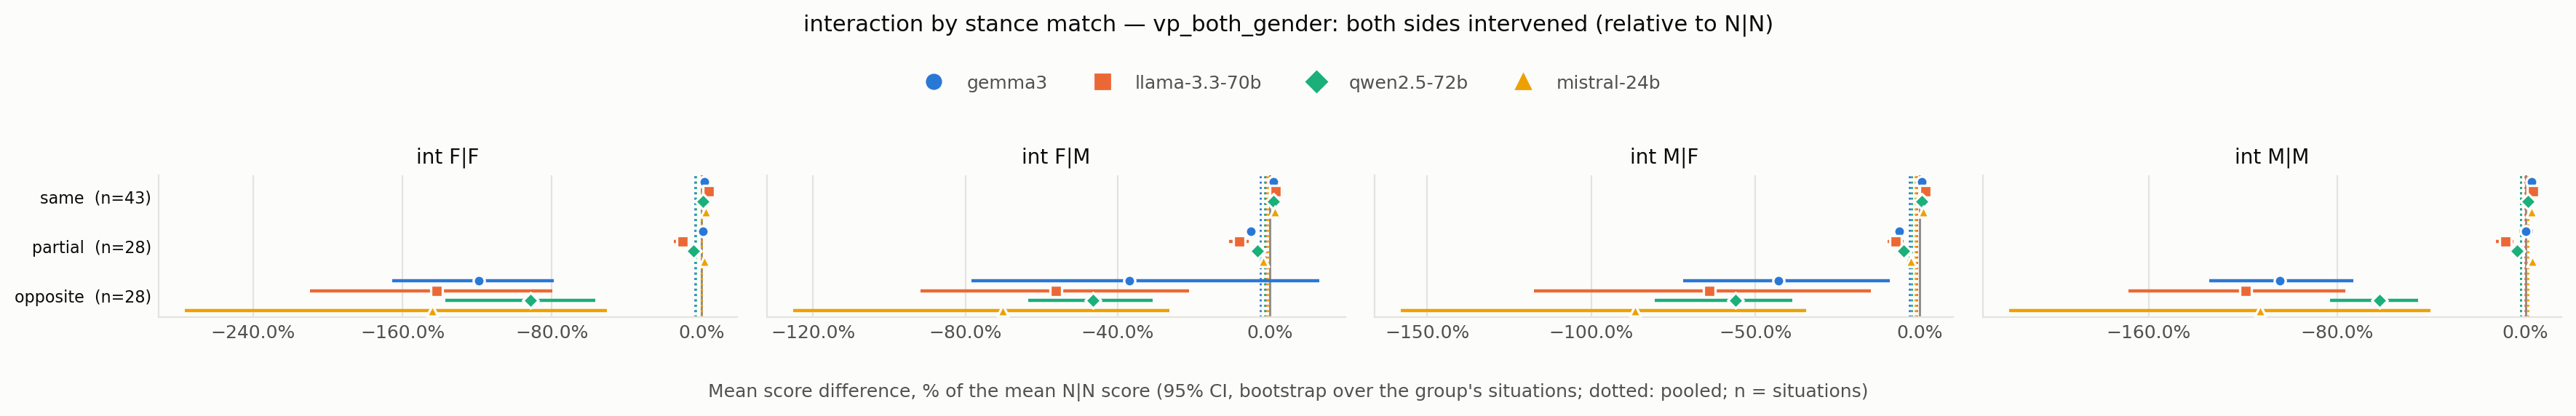 interaction by stance match — vp_both_gender: both sides intervened (relative to N|N)
gemma3 llama-3.3-70b qwen2.5-72b mistral-24b
int F|F int F|M int M|F int M|M
same (n=43)
partial (n=28)
opposite (n=28)
−240.0% −160.0% −80.0% 0.0% −120.0% −80.0% −40.0% 0.0% −150.0% −100.0% −50.0% 0.0% −160.0% −80.0% 0.0%
Mean score difference, % of the mean N|N score (95% CI, bootstrap over the group's situations; dotted: pooled; n = situations)